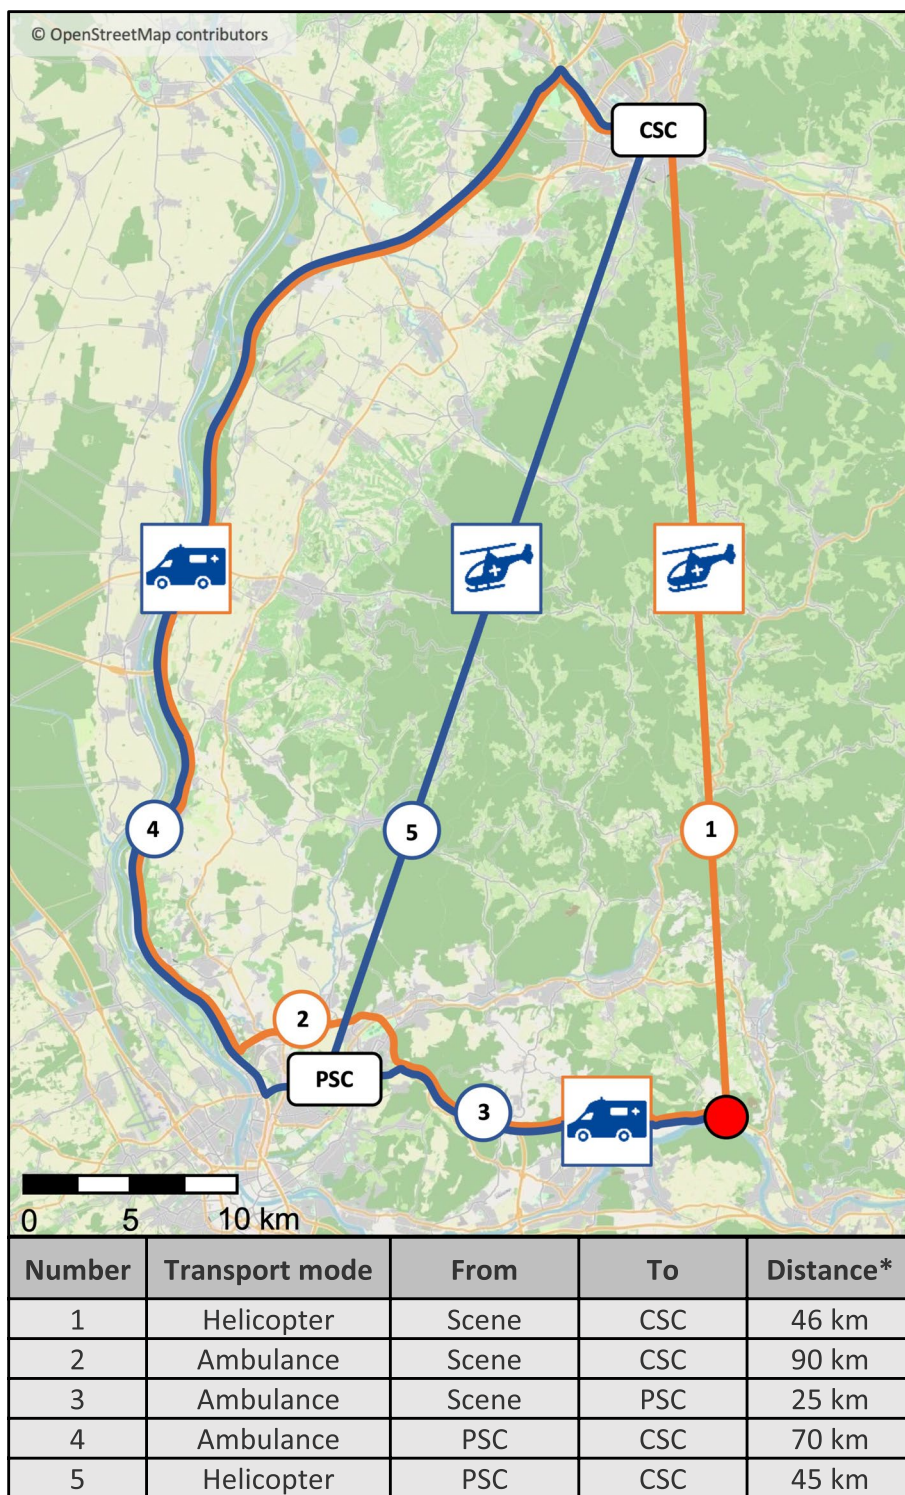 © OpenStreetMap contributors
CSC
4
5
1
2
PSC
3
0 5 10 km
Number Transport mode From To Distance*
1 Helicopter Scene CSC 46 km
2 Ambulance Scene CSC 90 km
3 Ambulance Scene PSC 25 km
4 Ambulance PSC CSC 70 km
5 Helicopter PSC CSC 45 km